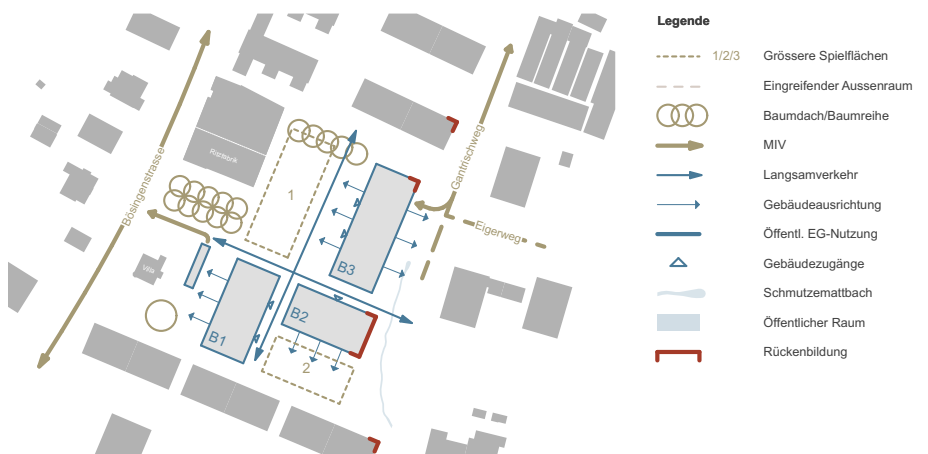 Legende
1/2/3 Grössere Spielflächen
Eingreifender Aussenraum
Baumdach/Baumreihe
MIV
Langsamverkehr
Gebäudeausrichtung
Öffentl. EG-Nutzung
Gebäudezugänge
Schmutzemattbach
Öffentlicher Raum
Rückenbildung
Bösingenstrasse
Gantrischweg
Eigerweg
Villa
1
B3
B2
B1
2